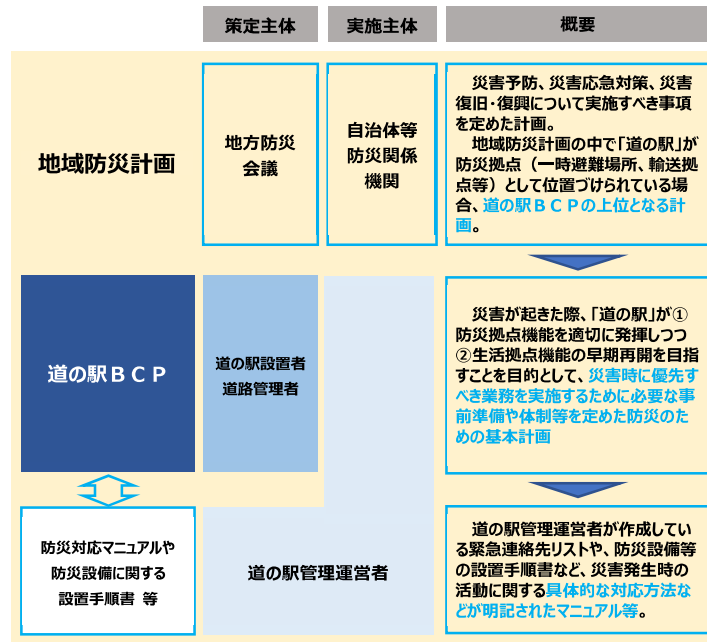 策定主体
実施主体
概要
地域防災計画
地方防災
会議
自治体等
防災関係
機関
災害予防、災害応急対策、災害
復旧・復興について実施すべき事項
を定めた計画。
地域防災計画の中で「道の駅」が
防災拠点（一時避難場所、輸送拠
点等）として位置づけられている場
合、道の駅ＢＣＰの上位となる計
画。
道の駅ＢＣＰ
道の駅設置者
道路管理者
災害が起きた際、「道の駅」が①
防災拠点機能を適切に発揮しつつ
②生活拠点機能の早期再開を目指
すことを目的として、災害時に優先す
べき業務を実施するために必要な事
前準備や体制等を定めた防災のた
めの基本計画
防災対応マニュアルや
防災設備に関する
設置手順書 等
道の駅管理運営者
道の駅管理運営者が作成してい
る緊急連絡先リストや、防災設備等
の設置手順書など、災害発生時の
活動に関する具体的な対応方法な
どが明記されたマニュアル等。